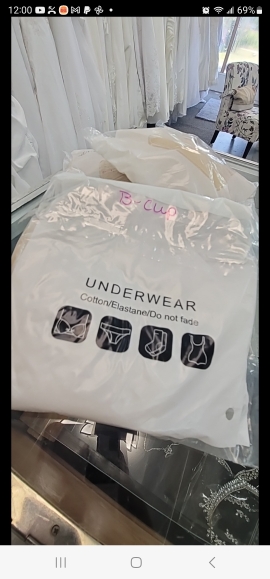 12:00
69%
B-Cup
UNDERWEAR
Cotton/Elastane/Do not fade